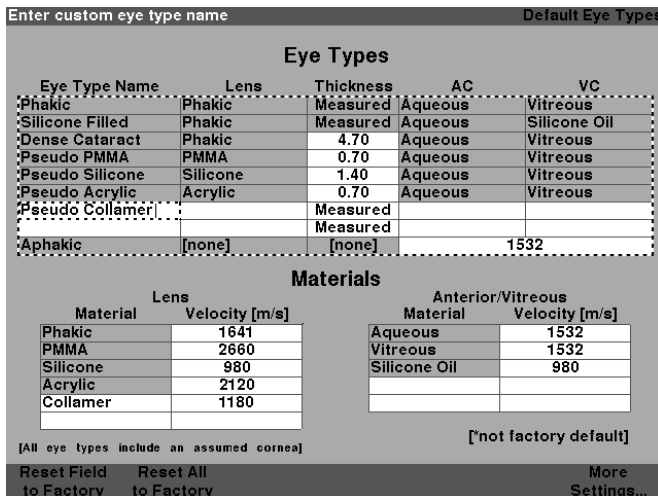 Enter custom eye type name Default Eye Types
Eye Types
Eye Type Name Lens Thickness AC VC
Phakic Phakic Measured Aqueous Vitreous
Silicone Filled Phakic Measured Aqueous Silicone Oil
Dense Cataract Phakic 4.70 Aqueous Vitreous
Pseudo PMMA PMMA 0.70 Aqueous Vitreous
Pseudo Silicone Silicone 1.40 Aqueous Vitreous
Pseudo Acrylic Acrylic 0.70 Aqueous Vitreous
Pseudo Collamer Measured
Measured
Aphakic [none] [none] 1532
Materials
Lens Anterior/Vitreous
Material Velocity [m/s] Material Velocity [m/s]
Phakic 1641 Aqueous 1532
PMMA 2660 Vitreous 1532
Silicone 980 Silicone Oil 980
Acrylic 2120
Collamer 1180
[*not factory default]
[All eye types include an assumed cornea]
Reset Field Reset All More
to Factory to Factory Settings...